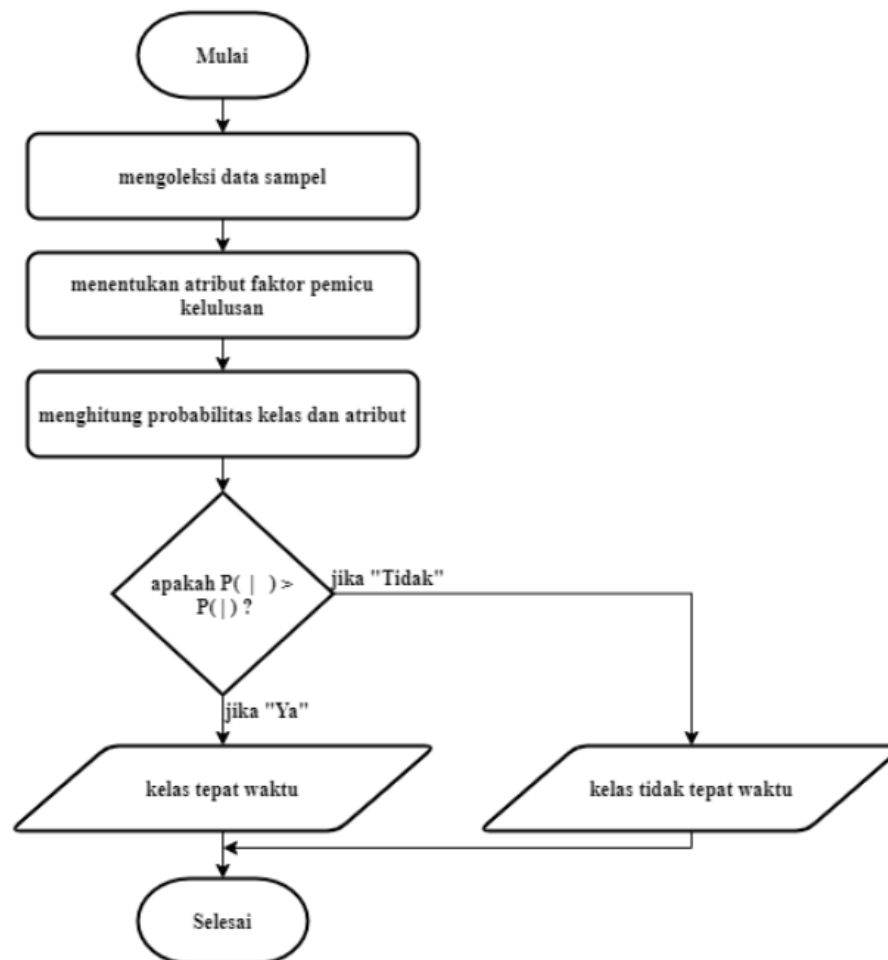 Mulai
mengoleksi data sampel
menentukan atribut faktor pemicu
kelulusan
menghitung probabilitas kelas dan atribut
apakah P( | ) >
P( | ) ?
jika "Tidak"
jika "Ya"
kelas tepat waktu
kelas tidak tepat waktu
Selesai